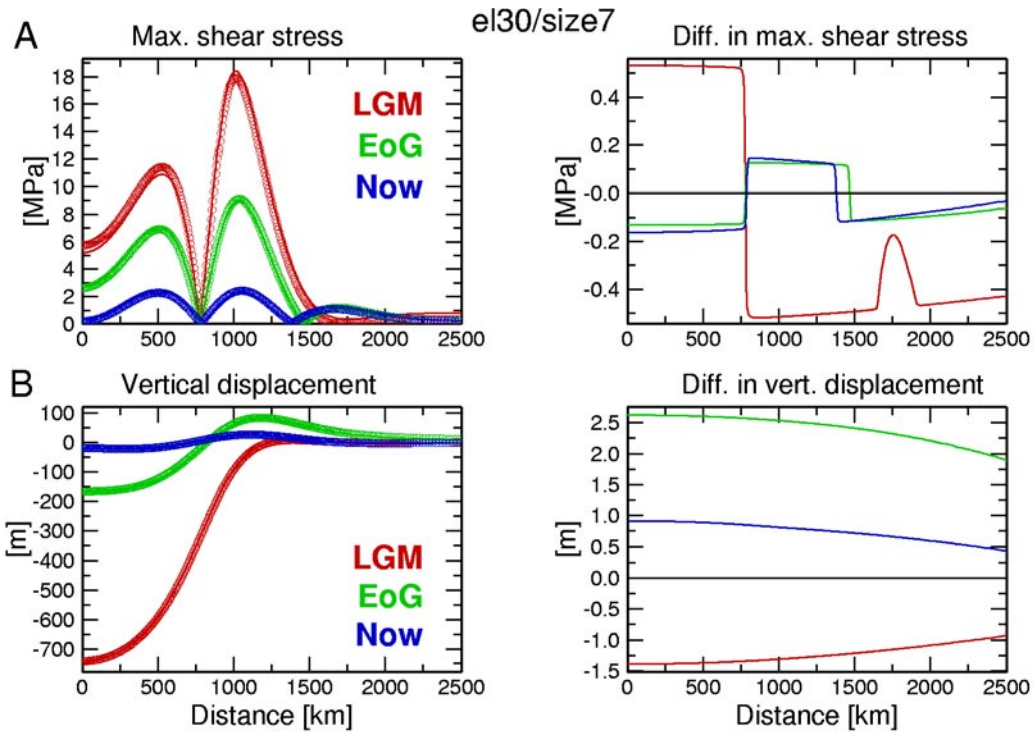 el30/size7
A
Max. shear stress
18
16
14
12
10
8
6
4
2
0
[MPa]
LGM
EoG
Now
0 500 1000 1500 2000 2500
Diff. in max. shear stress
0.4
0.2
-0.0
-0.2
-0.4
[MPa]
0 500 1000 1500 2000 2500
B
Vertical displacement
100
0
-100
-200
-300
-400
-500
-600
-700
[m]
LGM
EoG
Now
0 500 1000 1500 2000 2500
Distance [km]
Diff. in vert. displacement
2.5
2.0
1.5
1.0
0.5
0.0
-0.5
-1.0
-1.5
[m]
0 500 1000 1500 2000 2500
Distance [km]